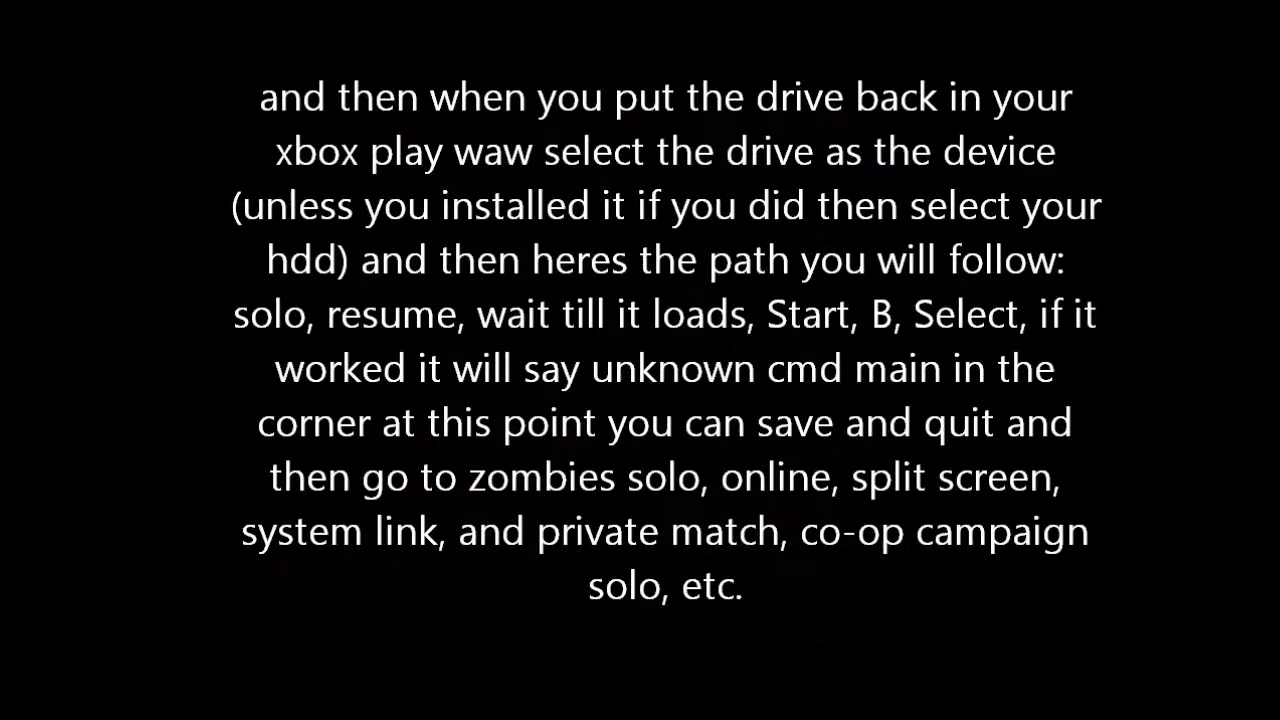 and then when you put the drive back in your
xbox play waw select the drive as the device
(unless you installed it if you did then select your
hdd) and then heres the path you will follow:
solo, resume, wait till it loads, Start, B, Select, if it
worked it will say unknown cmd main in the
corner at this point you can save and quit and
then go to zombies solo, online, split screen,
system link, and private match, co-op campaign
solo, etc.